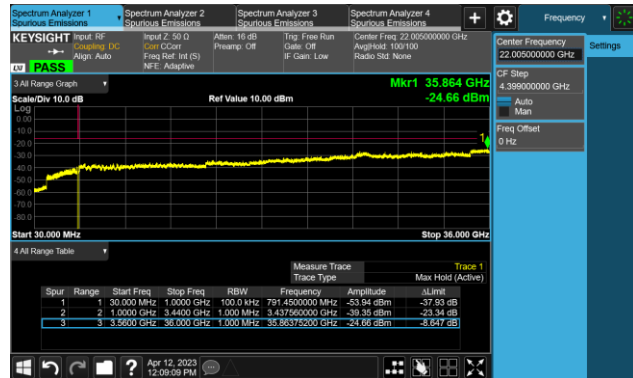 Spectrum Analyzer 1
Spurious Emissions
Spectrum Analyzer 2
Spurious Emissions
Spectrum Analyzer 3
Spurious Emissions
Spectrum Analyzer 4
Spurious Emissions
+
Frequency
KEYSIGHT
Input: RF
Coupling: DC
Align: Auto
Input Z: 50 Ω
Corr CCorr
Freq Ref: Int (S)
NFE: Adaptive
Atten: 16 dB
Preamp: Off
Trig: Free Run
Gate: Off
IF Gain: Low
Center Freq: 22.005000000 GHz
Avg|Hold: 100/100
Radio Std: None
LXI PASS
Center Frequency
22.005000000 GHz
Settings
CF Step
4.399000000 GHz
Auto
Man
Freq Offset
0 Hz
3 All Range Graph
Mkr1 35.864 GHz
Scale/Div 10.0 dB
Ref Value 10.00 dBm
-24.66 dBm
Log
0.00
-10.0
-20.0
-30.0
-40.0
-50.0
-60.0
-70.0
-80.0
1
Start 30.000 MHz
Stop 36.000 GHz
4 All Range Table
Measure Trace Trace 1
Trace Type Max Hold (Active)
Spur Range Start Freq Stop Freq RBW Frequency Amplitude ΔLimit
1 1 30.000 MHz 1.0000 GHz 100.0 kHz 791.4500000 MHz -53.94 dBm -37.93 dB
2 2 1.0000 GHz 3.4400 GHz 1.000 MHz 3.437560000 GHz -39.35 dBm -23.34 dB
3 3 3.5600 GHz 36.000 GHz 1.000 MHz 35.86375200 GHz -24.66 dBm -8.647 dB
?
Apr 12, 2023
12:09:09 PM